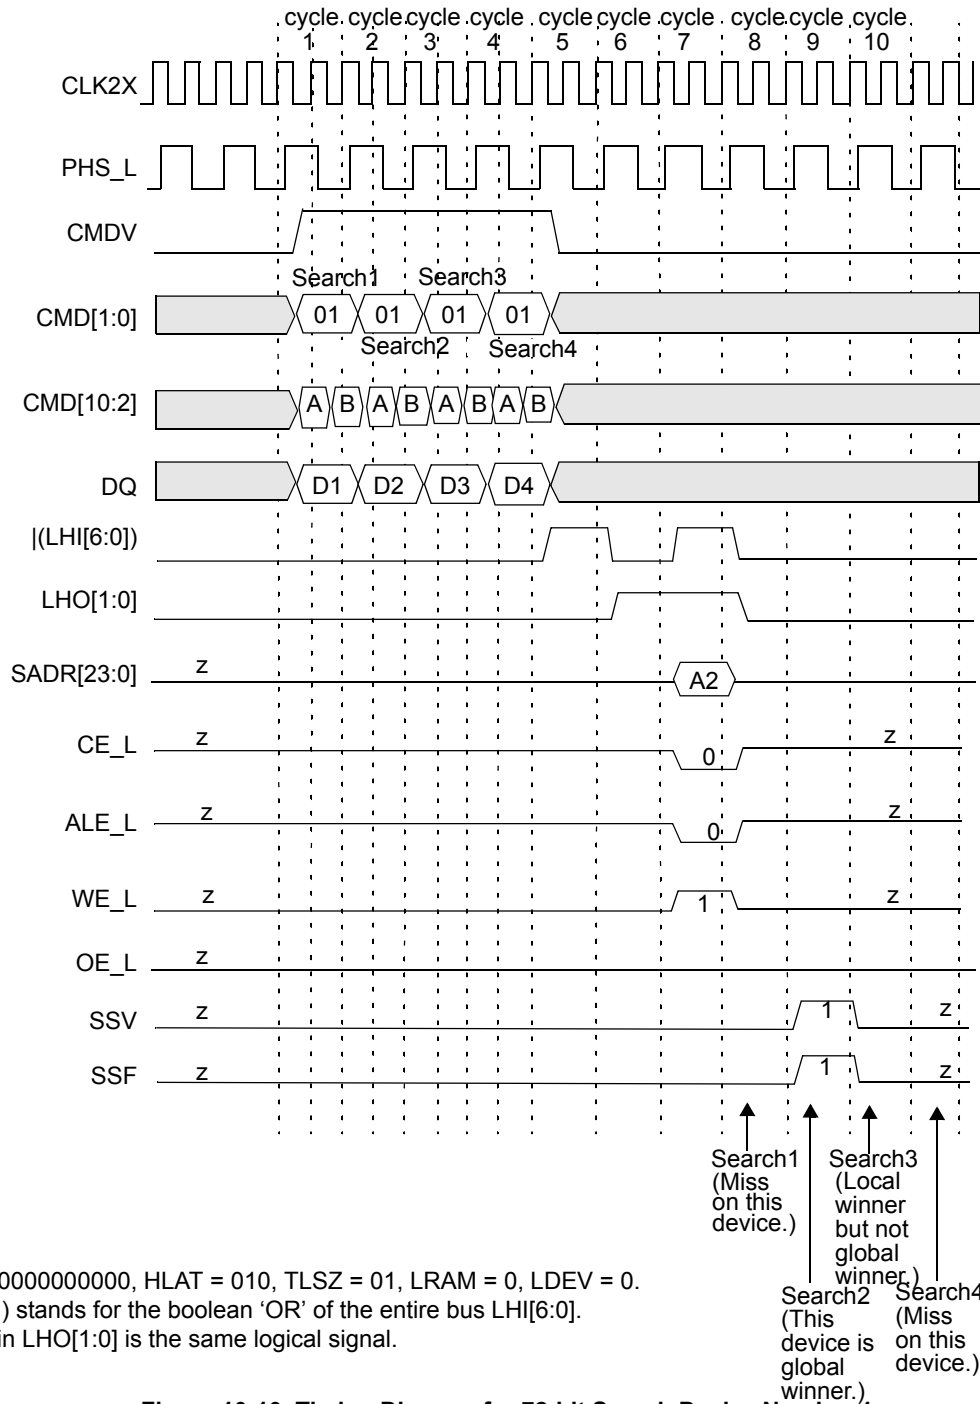 cycle cycle cycle cycle cycle cycle cycle cycle cycle cycle
1 2 3 4 5 6 7 8 9 10
CLK2X
PHS_L
CMDV
Search1 Search3
CMD[1:0] 01 01 01 01
Search2 Search4
CMD[10:2] A B A B A B A B
DQ D1 D2 D3 D4
|(LHI[6:0])
LHO[1:0]
SADR[23:0] z A2
CE_L z 0 z
ALE_L z 0 z
WE_L z 1 z
OE_L z
SSV z 1 z
SSF z 1 z
Search1
(Miss
on this
device.)
Search3
(Local
winner
but not
global
winner.)
Search2
(This
device is
global
winner.)
Search4
(Miss
on this
device.)
0000000000, HLAT = 010, TLSZ = 01, LRAM = 0, LDEV = 0.
) stands for the boolean ‘OR’ of the entire bus LHI[6:0].
in LHO[1:0] is the same logical signal.